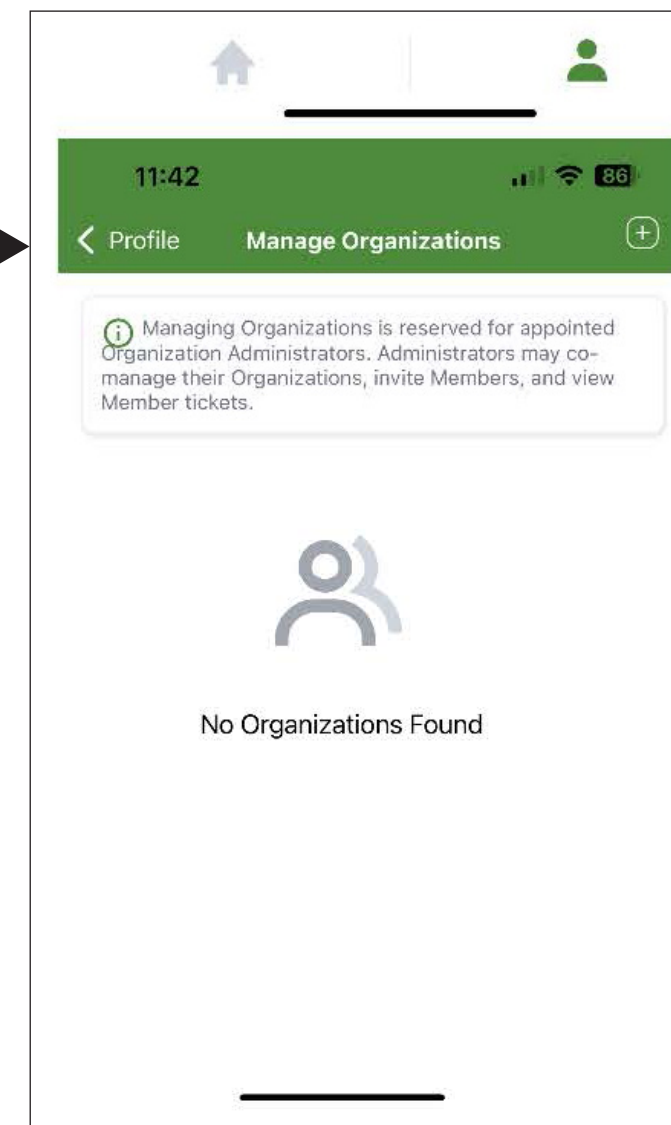 11:42
86
Profile
Manage Organizations
Managing Organizations is reserved for appointed
Organization Administrators. Administrators may co-
manage their Organizations, invite Members, and view
Member tickets.
No Organizations Found